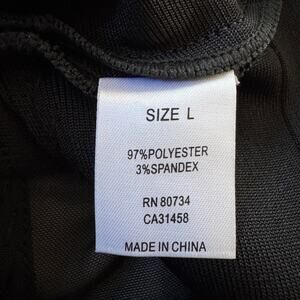 SIZE L
97%POLYESTER
3%SPANDEX
RN 80734
CA31458
MADE IN CHINA